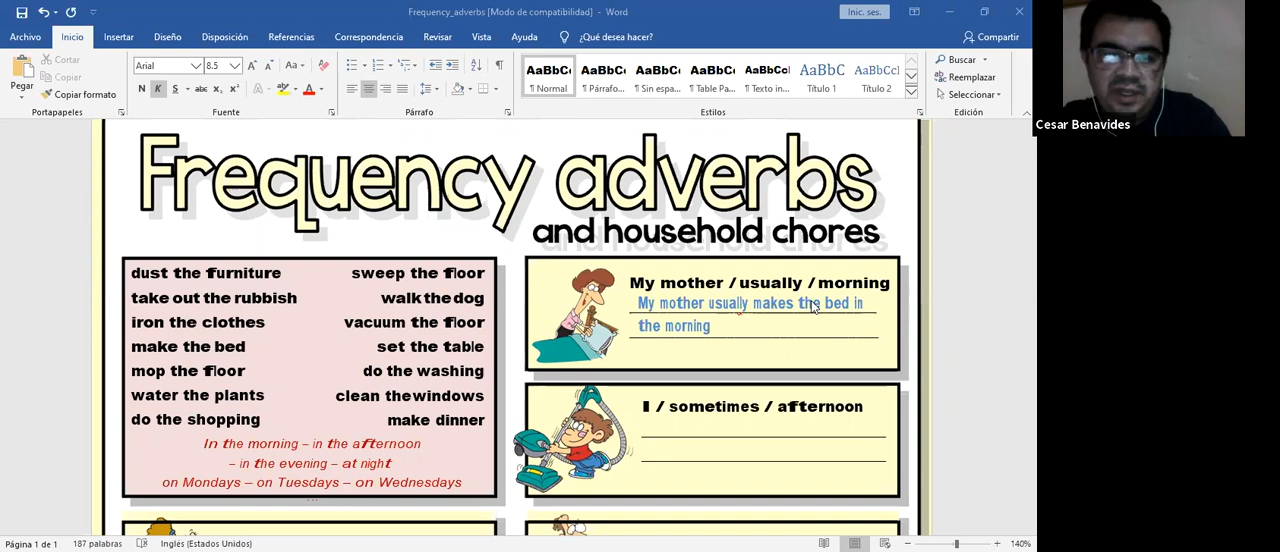 Frequency_adverbs [Modo de compatibilidad] - Word
Inic. ses.
Archivo Inicio Insertar Diseño Disposición Referencias Correspondencia Revisar Vista Ayuda ¿Qué desea hacer? Compartir
Pegar
Cortar
Copiar
Copiar formato
Portapapeles
Arial 8.5
N K S abc x₂ x²
Fuente
Párrafo
AaBbCc ¶ Normal
AaBbCc ¶ Párrafo...
AaBbCc ¶ Sin espa...
AaBbCc ¶ Table Pa...
AaBbCc ¶ Texto in...
AaBbC Título 1
AaBbCcl Título 2
Estilos
Buscar
Reemplazar
Seleccionar
Edición
Cesar Benavides
Frequency adverbs
and household chores
dust the furniture
take out the rubbish
iron the clothes
make the bed
mop the floor
water the plants
do the shopping
sweep the floor
walk the dog
vacuum the floor
set the table
do the washing
clean the windows
make dinner
In the morning – in the afternoon
– in the evening – at night
on Mondays – on Tuesdays – on Wednesdays
My mother / usually / morning
My mother usually makes the bed in
the morning
I / sometimes / afternoon
Página 1 de 1 187 palabras Inglés (Estados Unidos) 140%